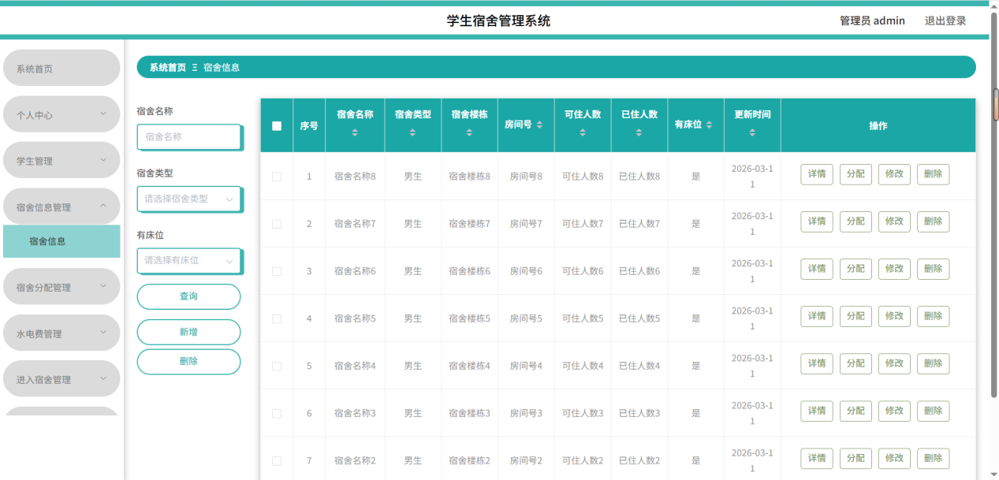 学生宿舍管理系统
管理员 admin 退出登录
系统首页
个人中心
学生管理
宿舍信息管理
宿舍信息
宿舍分配管理
水电费管理
进入宿舍管理
系统首页 Ξ 宿舍信息
宿舍名称
宿舍名称
宿舍类型
请选择宿舍类型
有床位
请选择有床位
查询
新增
删除
序号 宿舍名称 宿舍类型 宿舍楼栋 房间号 可住人数 已住人数 有床位 更新时间 操作
1 宿舍名称8 男生 宿舍楼栋8 房间号8 可住人数8 已住人数8 是 2026-03-1
1 详情 分配 修改 删除
2 宿舍名称7 男生 宿舍楼栋7 房间号7 可住人数7 已住人数7 是 2026-03-1
1 详情 分配 修改 删除
3 宿舍名称6 男生 宿舍楼栋6 房间号6 可住人数6 已住人数6 是 2026-03-1
1 详情 分配 修改 删除
4 宿舍名称5 男生 宿舍楼栋5 房间号5 可住人数5 已住人数5 是 2026-03-1
1 详情 分配 修改 删除
5 宿舍名称4 男生 宿舍楼栋4 房间号4 可住人数4 已住人数4 是 2026-03-1
1 详情 分配 修改 删除
6 宿舍名称3 男生 宿舍楼栋3 房间号3 可住人数3 已住人数3 是 2026-03-1
1 详情 分配 修改 删除
7 宿舍名称2 男生 宿舍楼栋2 房间号2 可住人数2 已住人数2 是 2026-03-1
1 详情 分配 修改 删除